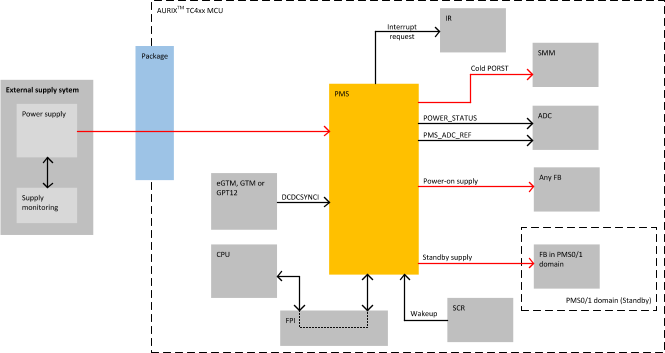 AURIX™ TC4xx MCU
IR
Interrupt
request
Package
Cold PORST
SMM
External supply sytem
PMS
Power supply
POWER_STATUS
ADC
PMS_ADC_REF
eGTM, GTM or
GPT12
Power-on supply
Any FB
DCDCSYNCI
Supply
monitoring
CPU
Standby supply
FB in PMS0/1
domain
PMS0/1 domain (Standby)
SCR
Wakeup
FPI